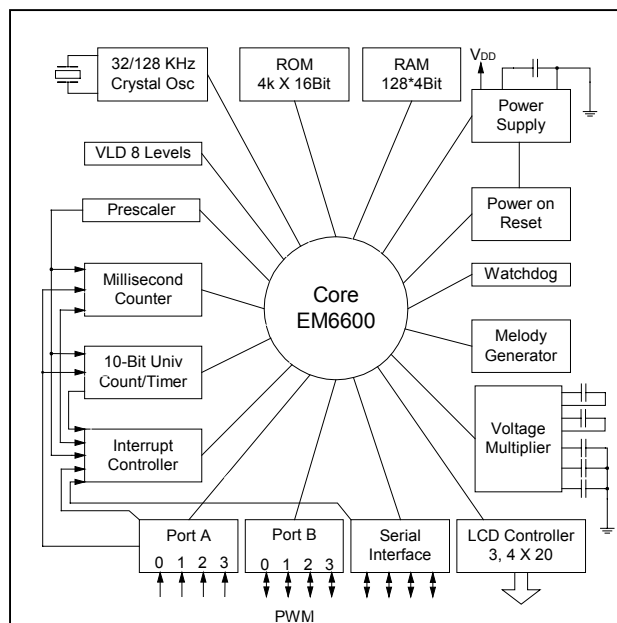 32/128 KHz
Crystal Osc
ROM
4k X 16Bit
RAM
128*4Bit
VDD
Power
Supply
VLD 8 Levels
Prescaler
Power on
Reset
Millisecond
Counter
Core
EM6600
Watchdog
10-Bit Univ
Count/Timer
Melody
Generator
Interrupt
Controller
Voltage
Multiplier
Port A
0 1 2 3
Port B
0 1 2 3
Serial
Interface
LCD Controller
3, 4 X 20
PWM